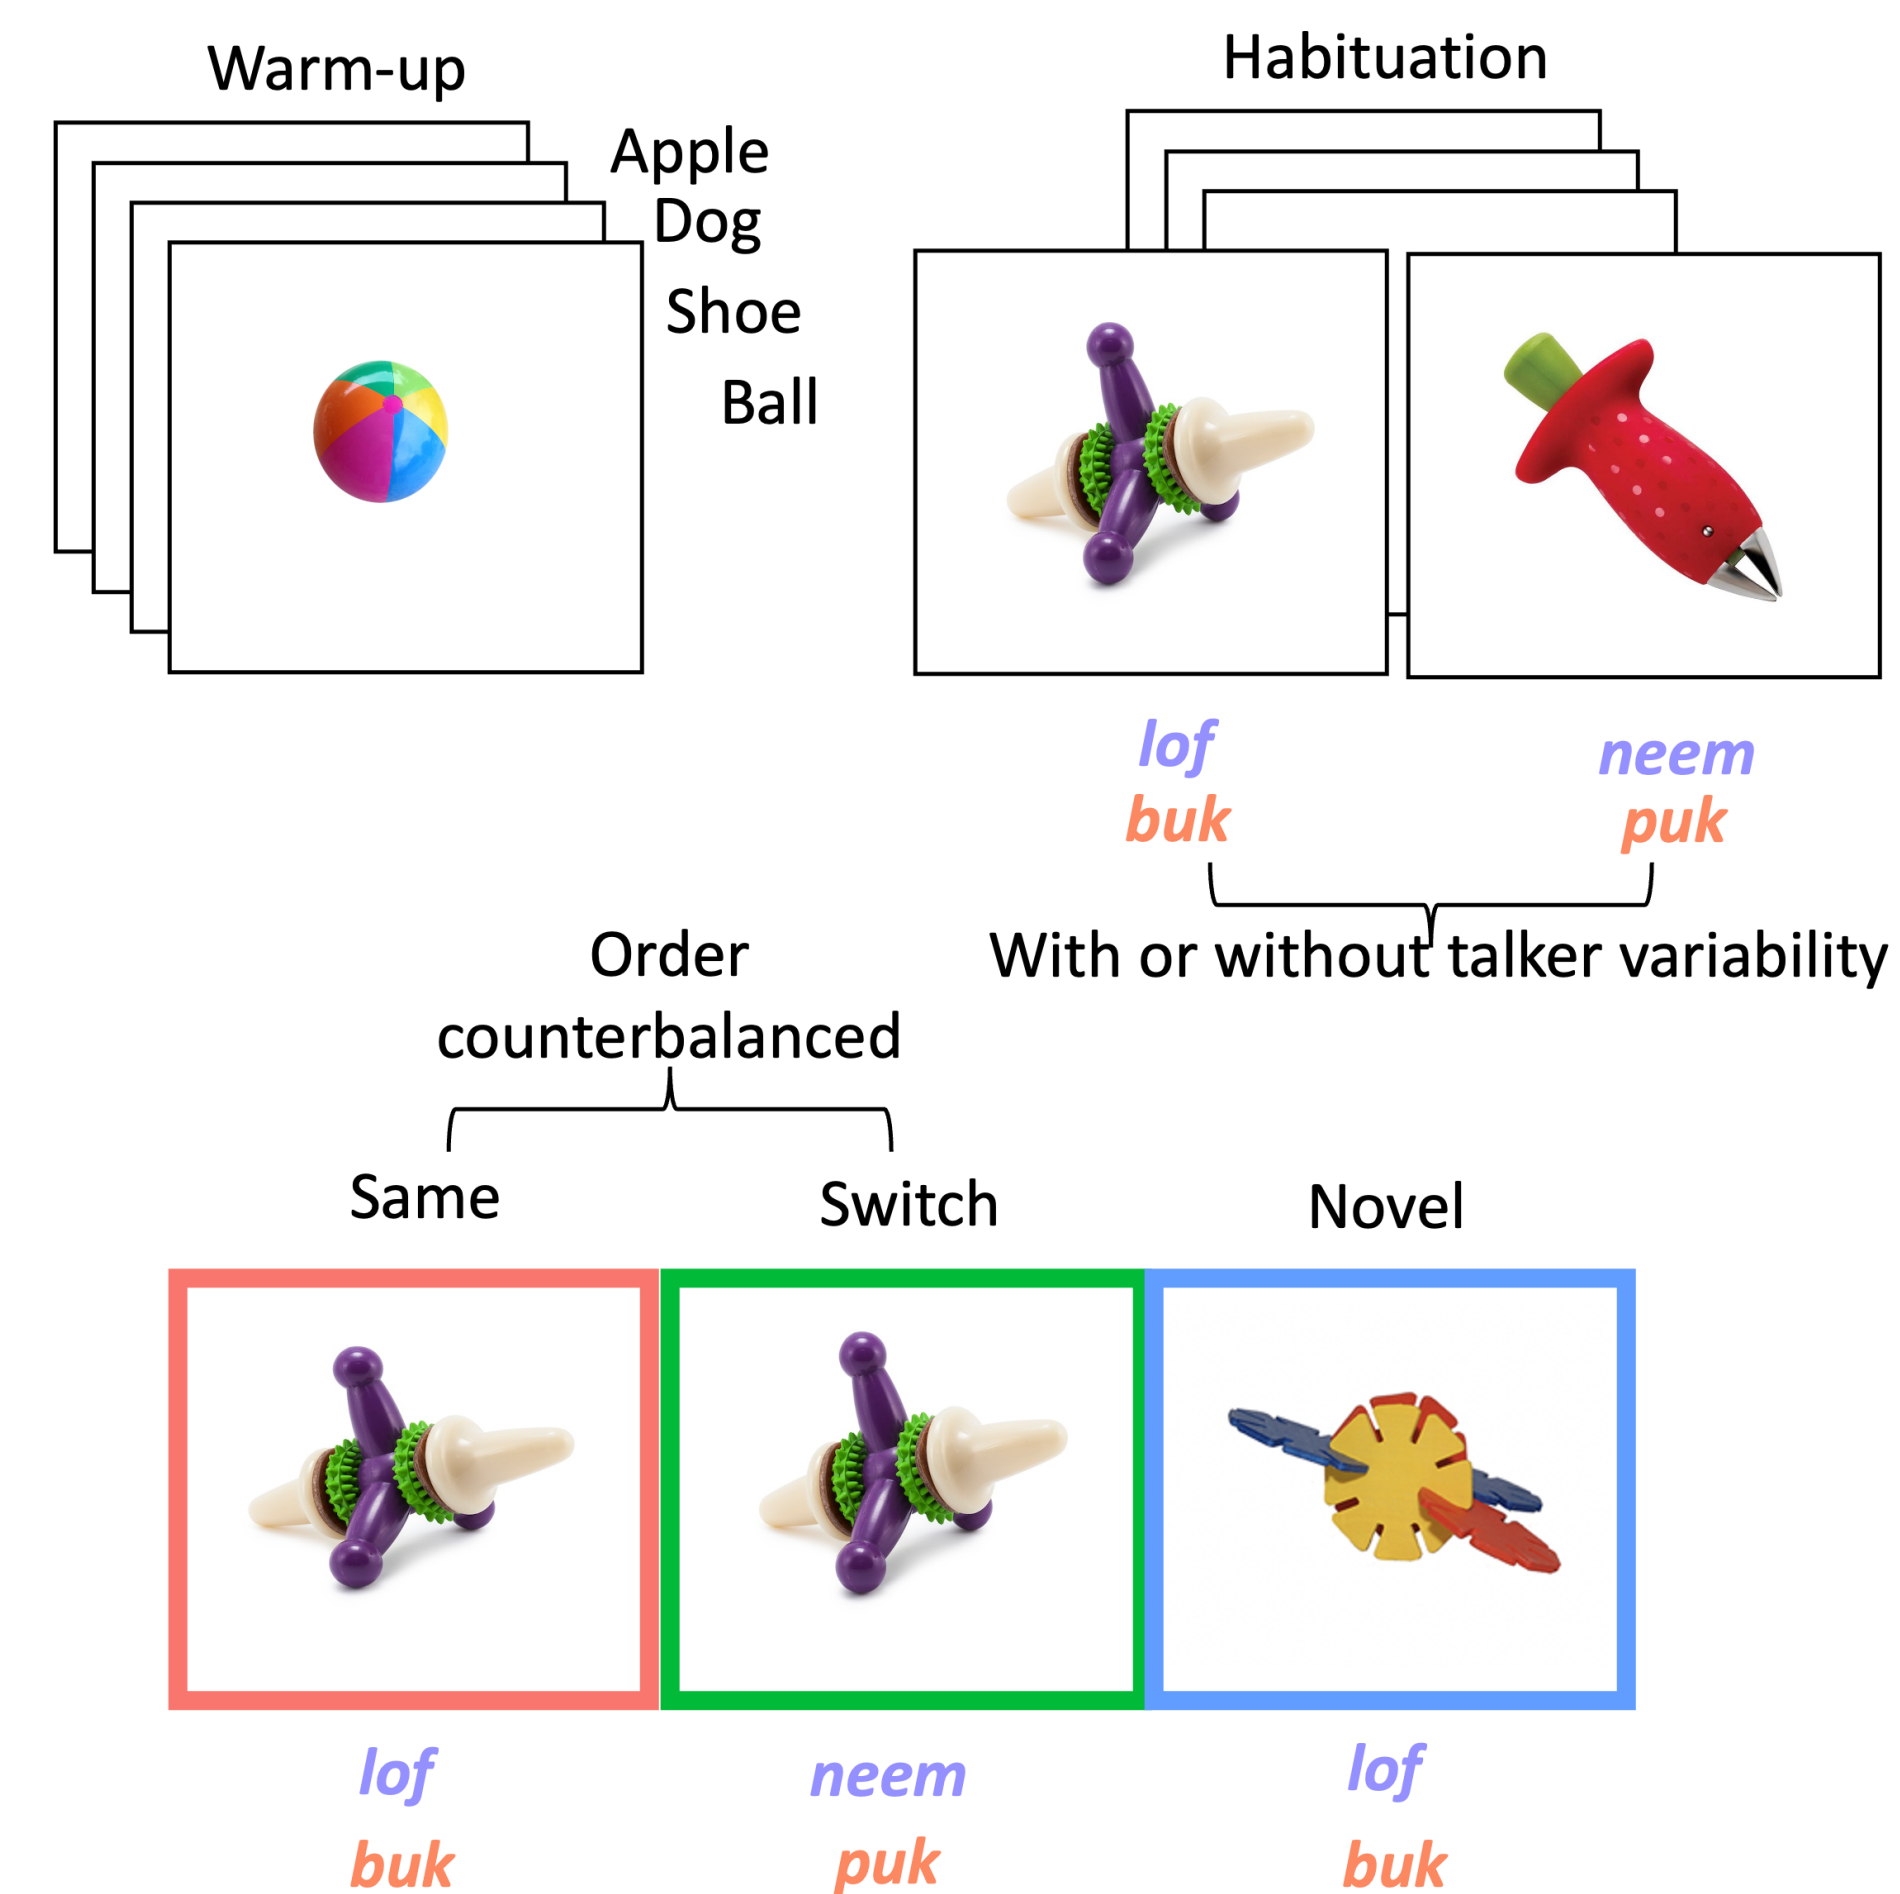 Warm-up
Apple
Dog
Shoe
Ball
Habituation
lof
buk
neem
puk
With or without talker variability
Order
counterbalanced
Same
Switch
Novel
lof
buk
neem
puk
lof
buk